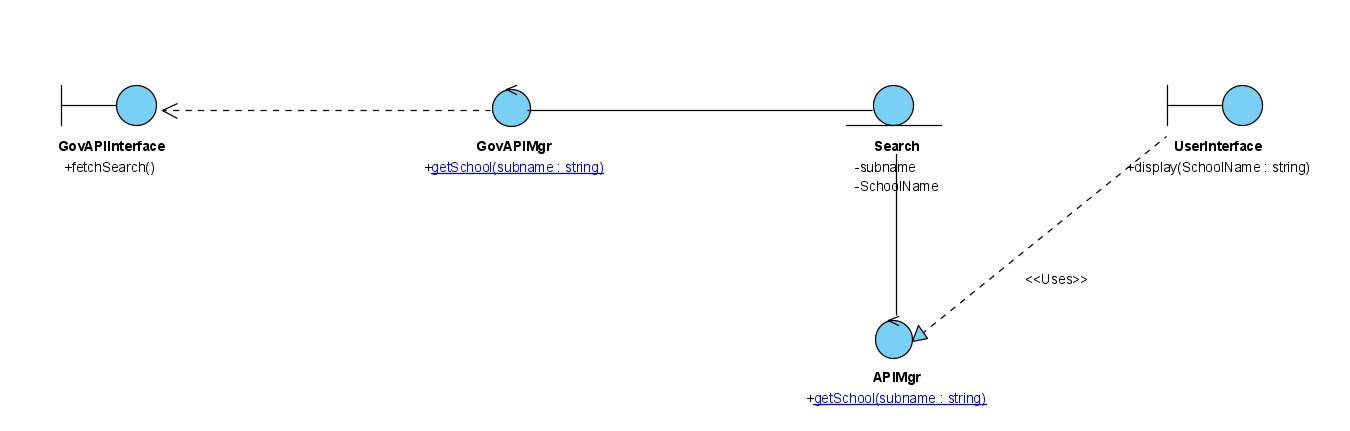 GovAPIInterface
+fetchSearch()
GovAPIMgr
+getSchool(subname : string)
Search
-subname
-SchoolName
UserInterface
+display(SchoolName : string)
<<Uses>>
APIMgr
+getSchool(subname : string)